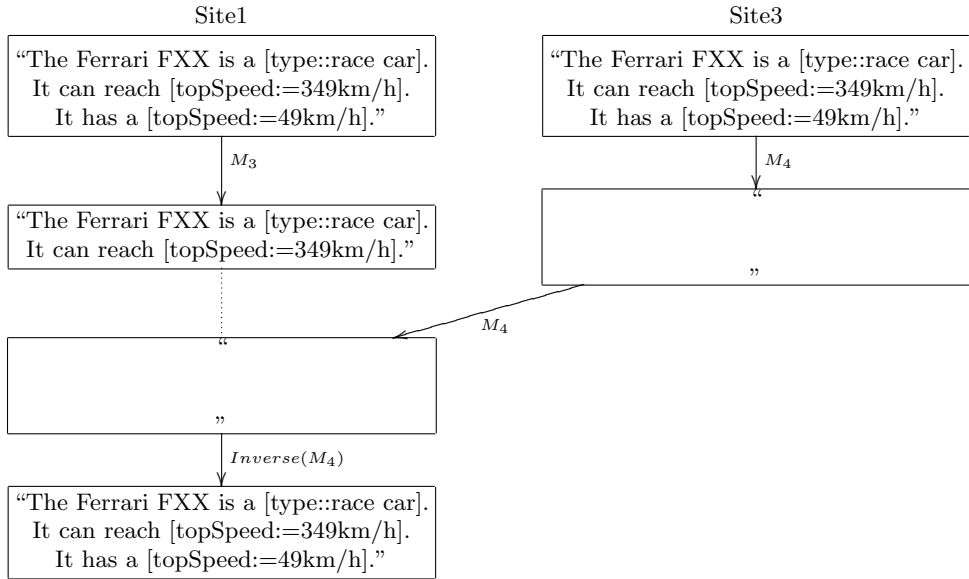 Site1
Site3
“The Ferrari FXX is a [type::race car].
It can reach [topSpeed:=349km/h].
It has a [topSpeed:=49km/h].”
“The Ferrari FXX is a [type::race car].
It can reach [topSpeed:=349km/h].
It has a [topSpeed:=49km/h].”
M3
M4
“The Ferrari FXX is a [type::race car].
It can reach [topSpeed:=349km/h].”
“
”
M4
“
”
Inverse(M4)
“The Ferrari FXX is a [type::race car].
It can reach [topSpeed:=349km/h].
It has a [topSpeed:=49km/h].”